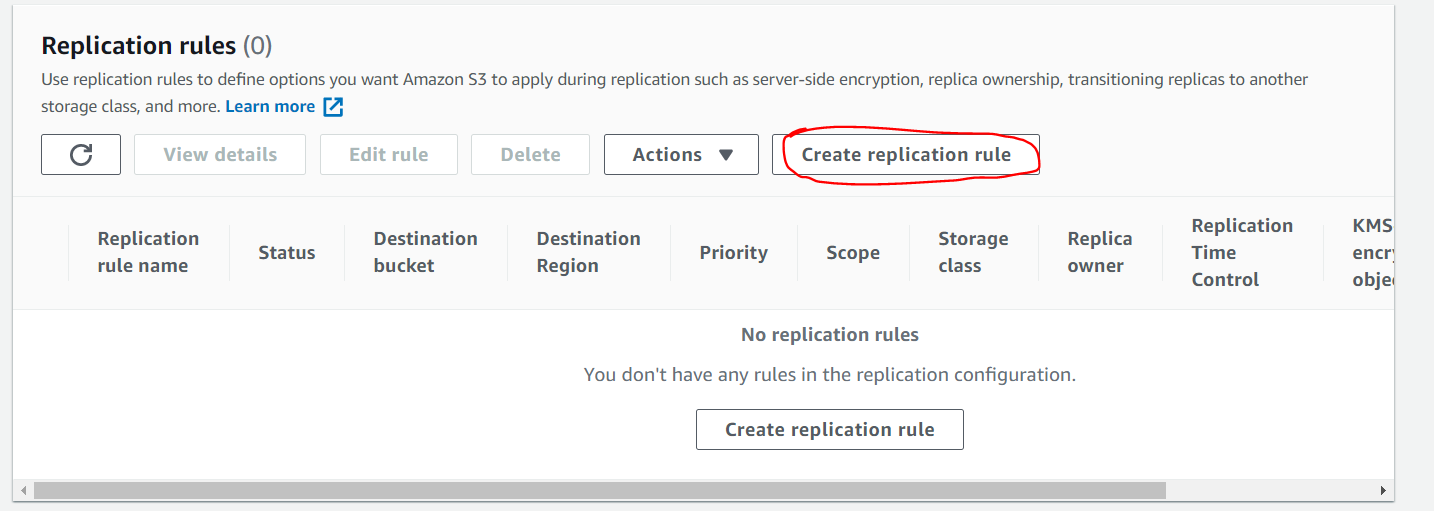 Replication rules (0)
Use replication rules to define options you want Amazon S3 to apply during replication such as server-side encryption, replica ownership, transitioning replicas to another
storage class, and more. Learn more
View details Edit rule Delete Actions Create replication rule
Replication rule name
Status
Destination bucket
Destination Region
Priority
Scope
Storage class
Replica owner
Replication Time Control
KMS
No replication rules
You don't have any rules in the replication configuration.
Create replication rule